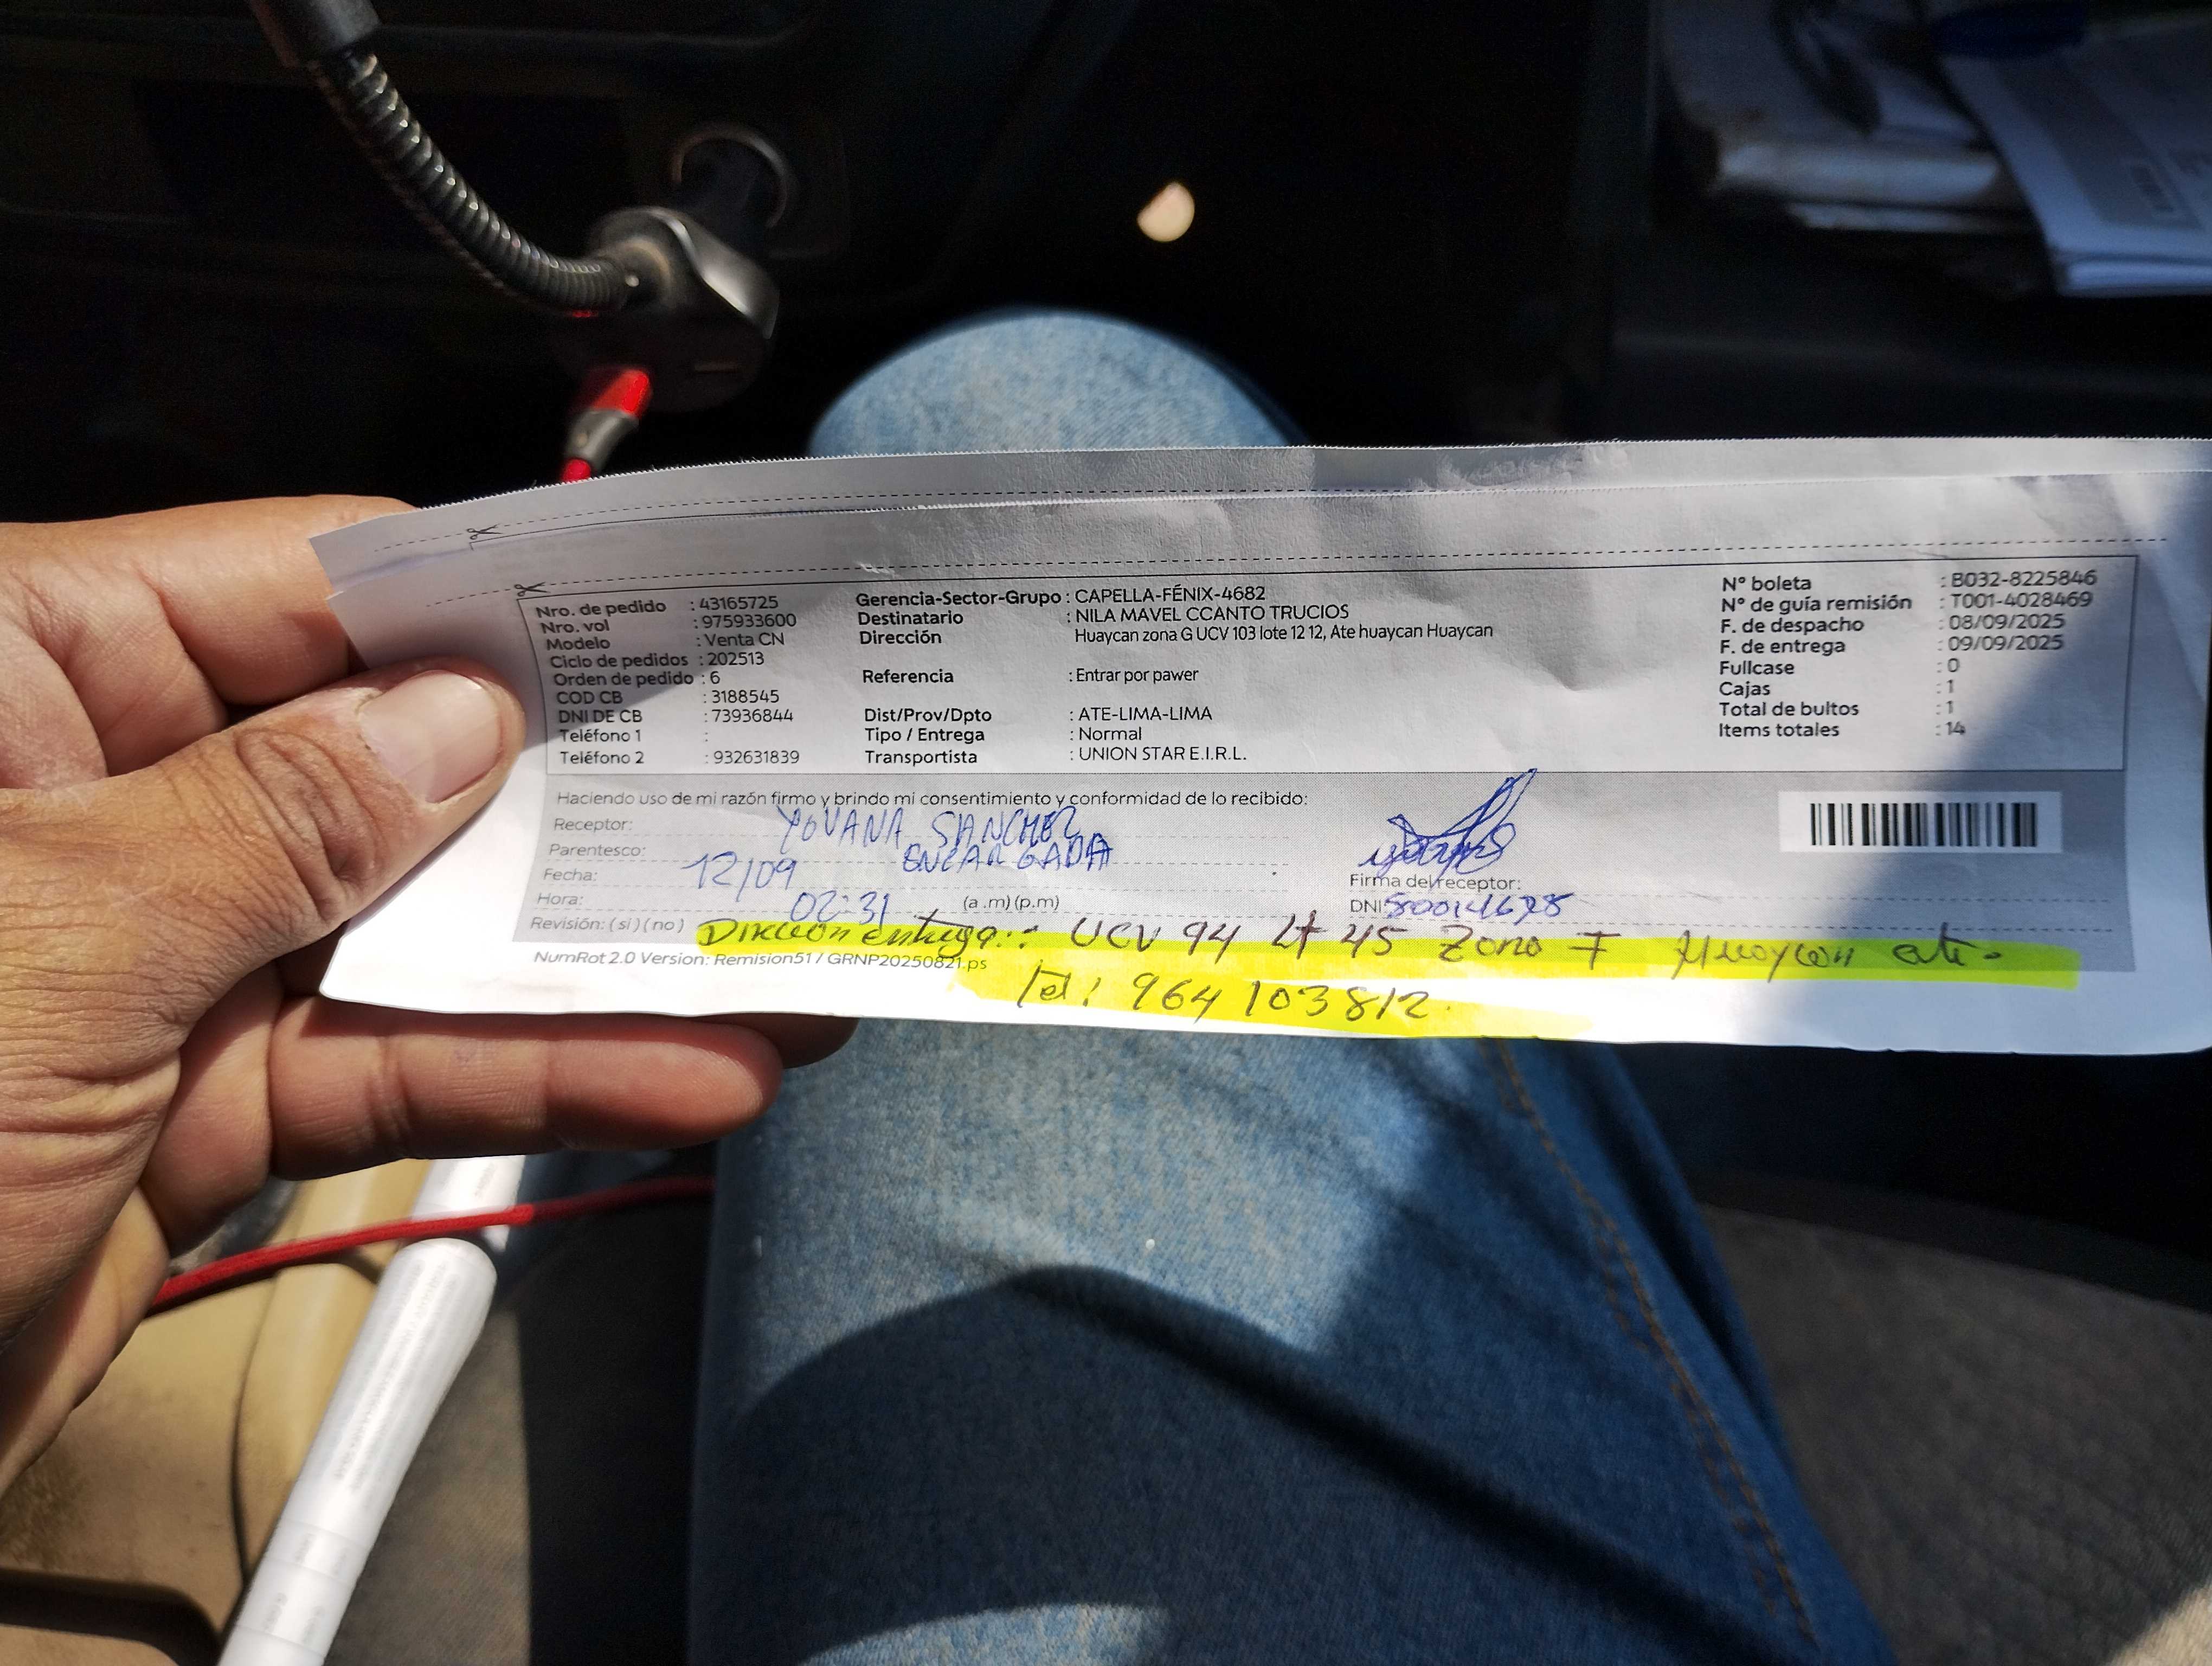 Nro. de pedido : 43165725
Nro. vol : 975933600
Modelo : Venta CN
Ciclo de pedidos : 202513
Orden de pedido : 6
COD CB : 3188545
DNI DE CB : 73936844
Teléfono 1 :
Teléfono 2 : 932631839
Gerencia-Sector-Grupo : CAPELLA-FÉNIX-4682
Destinatario : NILA MAVEL CCANTO TRUCIOS
Dirección Huaycan zona G UCV 103 lote 12 12, Ate huaycan Huaycan
Referencia : Entrar por pawer
Dist/Prov/Dpto : ATE-LIMA-LIMA
Tipo / Entrega : Normal
Transportista : UNION STAR E.I.R.L.
N° boleta : B032-8225846
N° de guía remisión : T001-4028469
F. de despacho : 08/09/2025
F. de entrega : 09/09/2025
Fullcase : 0
Cajas : 1
Total de bultos : 1
Items totales : 14
Haciendo uso de mi razón firmo y brindo mi consentimiento y conformidad de lo recibido:
Receptor: YOVANA SANCHEZ
Parentesco: ENCARGADA
Fecha: 12/09
Hora: 02:31 (a .m) (p.m)
Firma del receptor:
DNI:
Revisión: ( si ) ( no ) Dirección entrega: UCV 94 Lt 45 Zona F Huaycan ate.
NumRot 2.0 Version: Remision51 / GRNP20250821.ps
Tel: 964 103812.